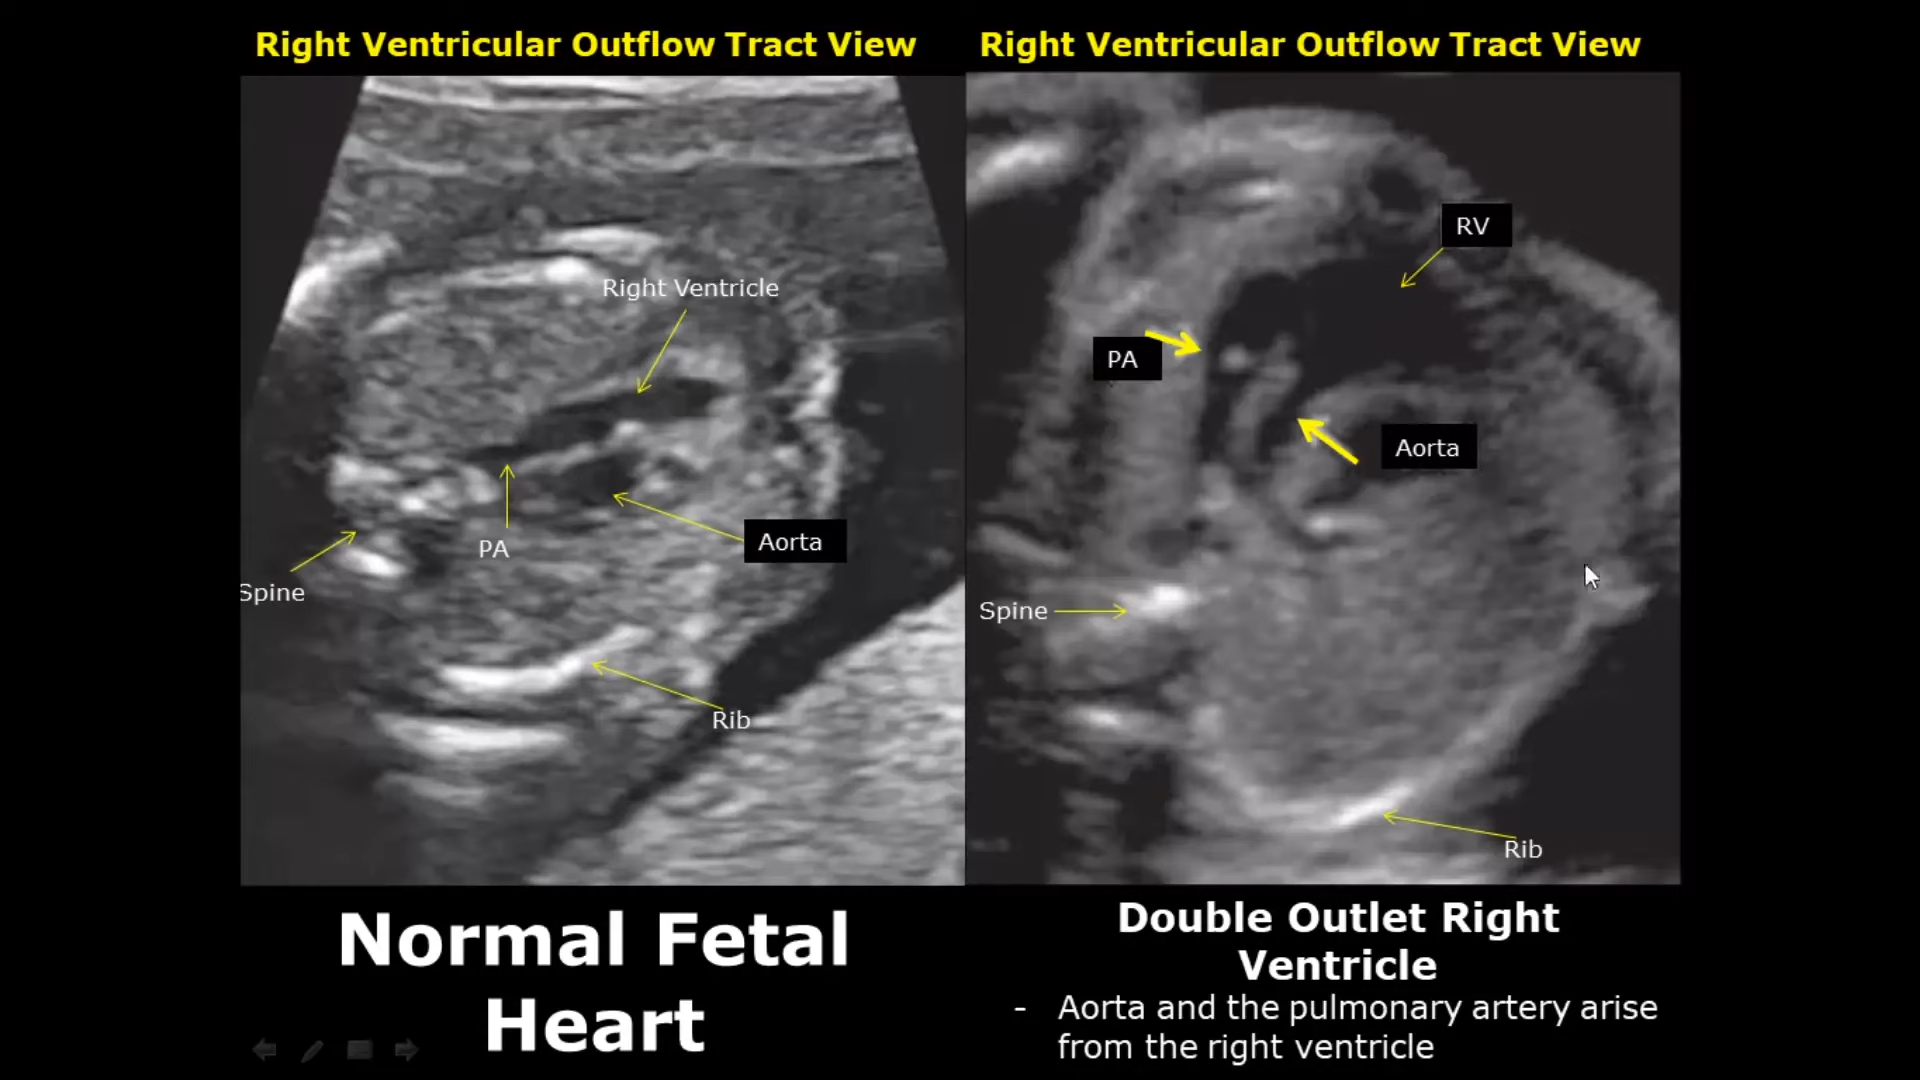 Right Ventricular Outflow Tract View
Right Ventricle
PA
Aorta
Spine
Rib
Normal Fetal
Heart
Right Ventricular Outflow Tract View
RV
PA
Aorta
Spine
Rib
Double Outlet Right
Ventricle
- Aorta and the pulmonary artery arise
from the right ventricle